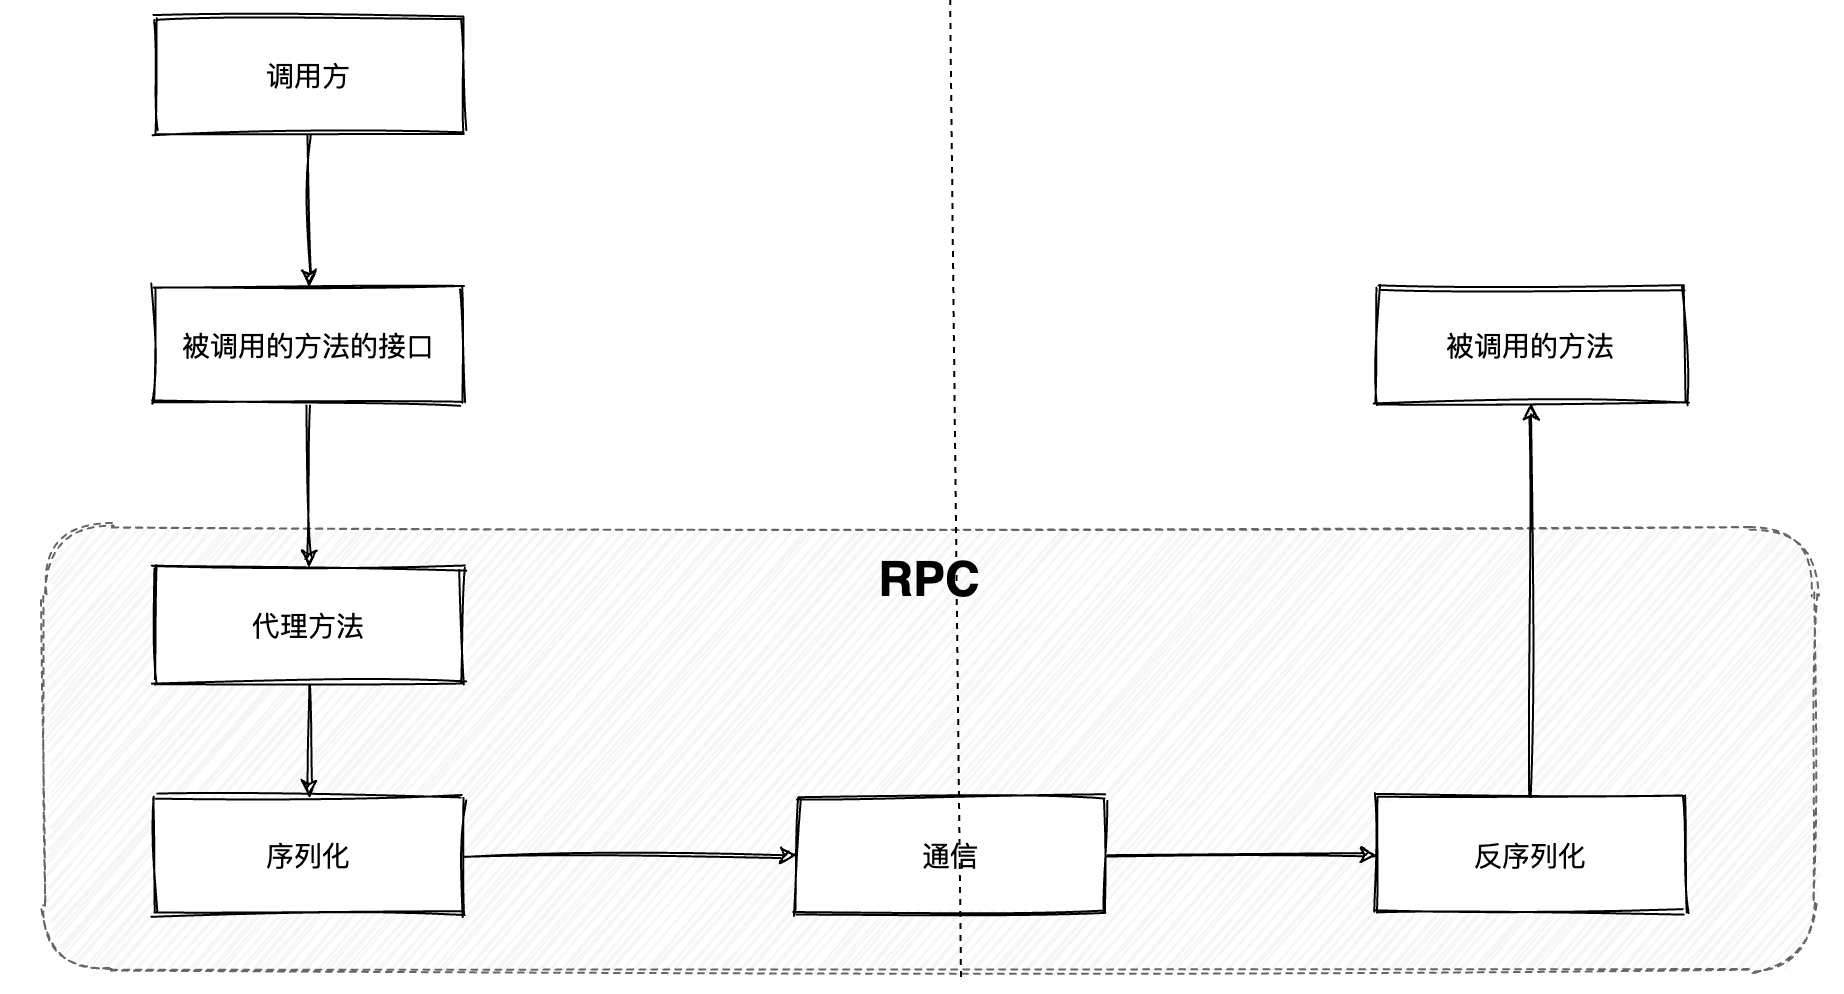 调用方
被调用的方法的接口
被调用的方法
RPC
代理方法
序列化
通信
反序列化